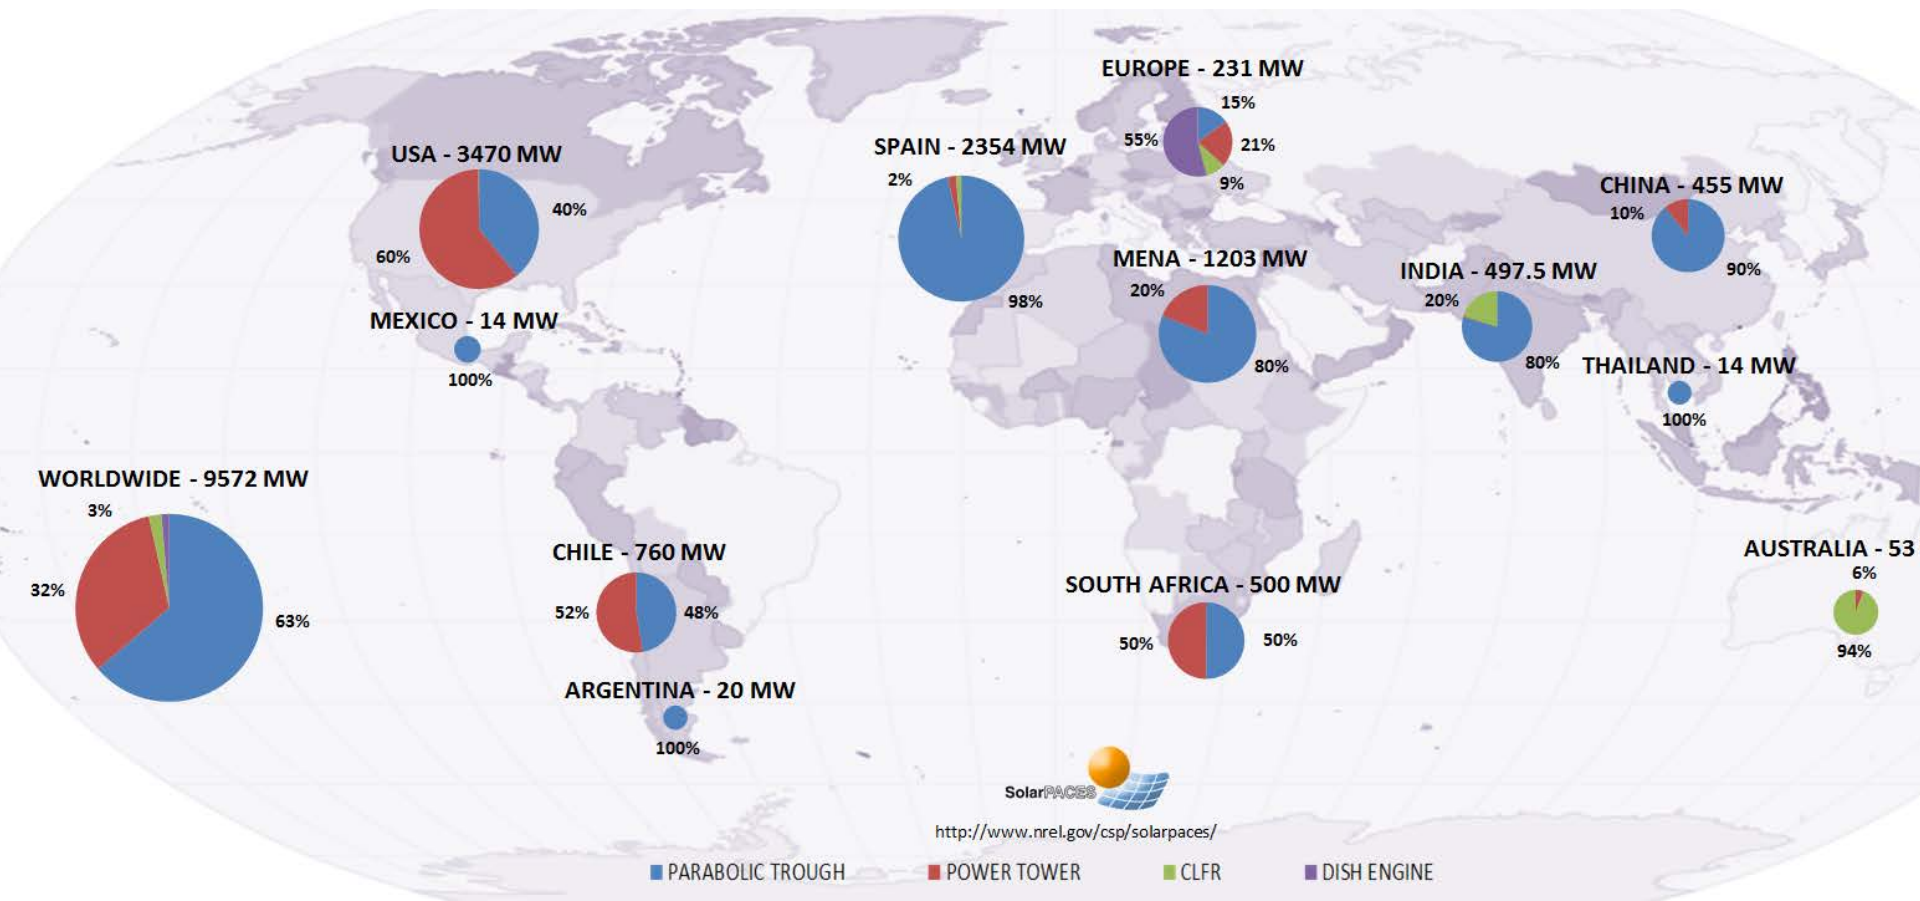 EUROPE - 231 MW
15%
55%
21%
9%
USA - 3470 MW
40%
60%
SPAIN - 2354 MW
2%
98%
CHINA - 455 MW
10%
90%
MENA - 1203 MW
20%
80%
INDIA - 497.5 MW
20%
80%
MEXICO - 14 MW
100%
THAILAND - 14 MW
100%
WORLDWIDE - 9572 MW
3%
32%
63%
CHILE - 760 MW
52%
48%
SOUTH AFRICA - 500 MW
50%
50%
AUSTRALIA - 53
6%
94%
ARGENTINA - 20 MW
100%
SolarPACES
http://www.nrel.gov/csp/solarpaces/
PARABOLIC TROUGH POWER TOWER CLFR DISH ENGINE